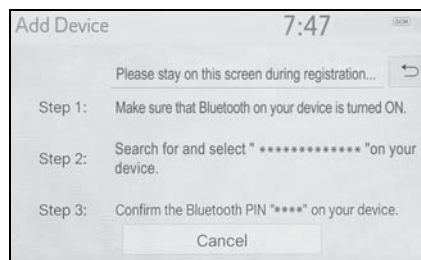 Add Device 7:47 DCM
Please stay on this screen during registration...
Step 1: Make sure that Bluetooth on your device is turned ON.
Step 2: Search for and select " ************* "on your
device.
Step 3: Confirm the Bluetooth PIN "****" on your device.
Cancel